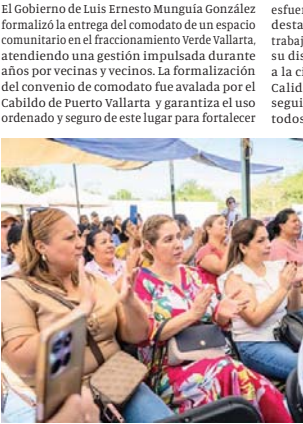 El Gobierno de Luis Ernesto Munguía González
formalizó la entrega del comodato de un espacio
comunitario en el fraccionamiento Verde Vallarta,
atendiendo una gestión impulsada durante
años por vecinas y vecinos. La formalización
del convenio de comodato fue avalada por el
Cabildo de Puerto Vallarta y garantiza el uso
ordenado y seguro de este lugar para fortalecer
esfuer
desta
trabaj
su dis
a la ci
Calid
segui
todos